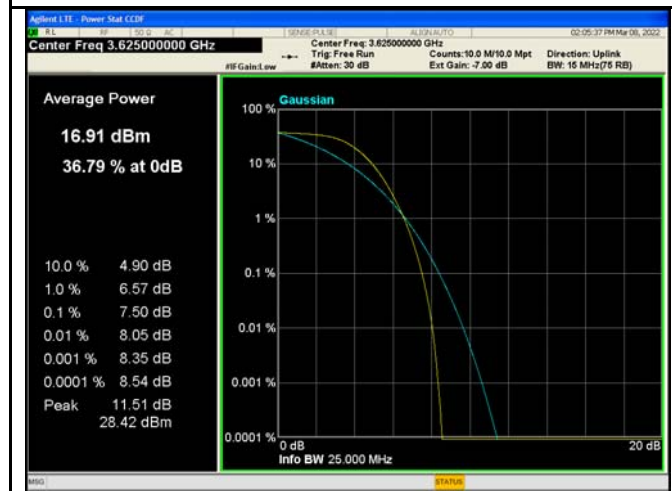 Agilent LTE - Power Stat CCDF
RL RF 50 Ω AC SENSE:PULSE ALIGNAUTO 02:05:37 PM Mar 08, 2022
Center Freq 3.625000000 GHz
Center Freq: 3.625000000 GHz
Trig: Free Run Counts:10.0 M/10.0 Mpt Direction: Uplink
#IFGain:Low #Atten: 30 dB Ext Gain: -7.00 dB BW: 15 MHz(75 RB)
Average Power
16.91 dBm
36.79 % at 0dB
10.0 % 4.90 dB
1.0 % 6.57 dB
0.1 % 7.50 dB
0.01 % 8.05 dB
0.001 % 8.35 dB
0.0001 % 8.54 dB
Peak 11.51 dB
28.42 dBm
Gaussian
100 %
10 %
1 %
0.1 %
0.01 %
0.001 %
0.0001 %
0 dB 20 dB
Info BW 25.000 MHz
MSG STATUS